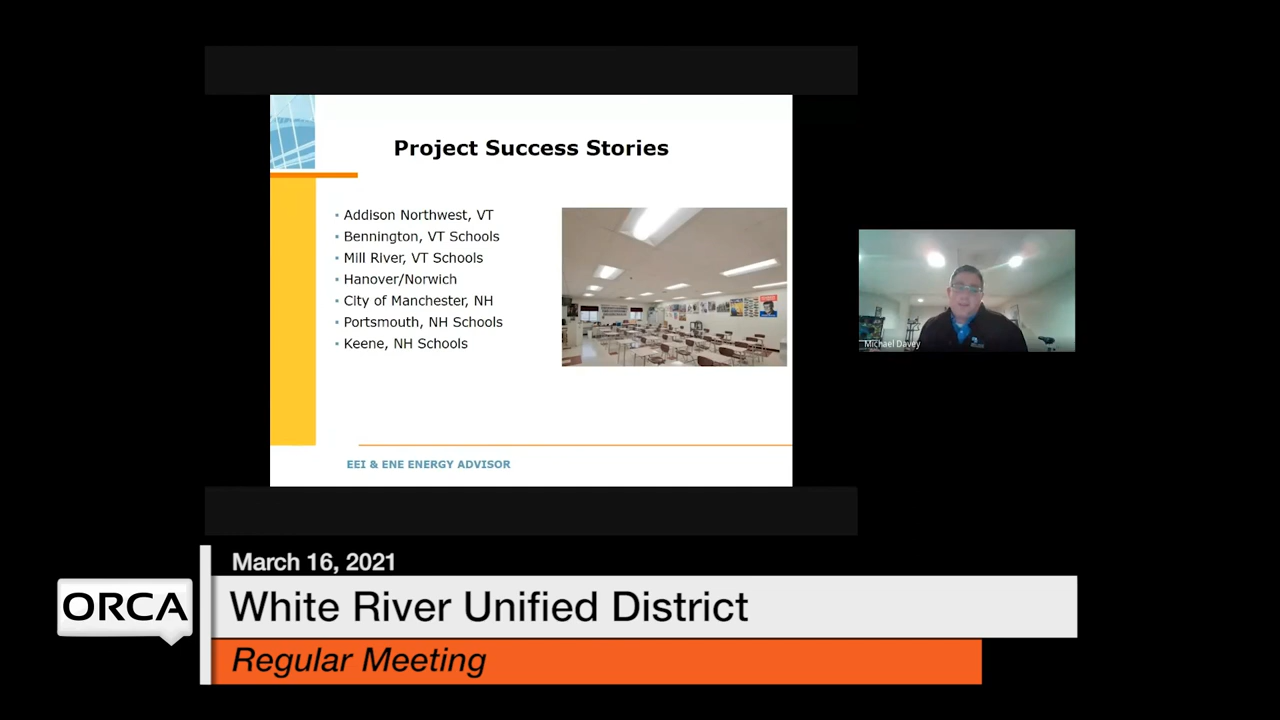 Project Success Stories
▪ Addison Northwest, VT
▪ Bennington, VT Schools
▪ Mill River, VT Schools
▪ Hanover/Norwich
▪ City of Manchester, NH
▪ Portsmouth, NH Schools
▪ Keene, NH Schools
EEI & ENE ENERGY ADVISOR
Michael Davey
March 16, 2021
ORCA
White River Unified District
Regular Meeting